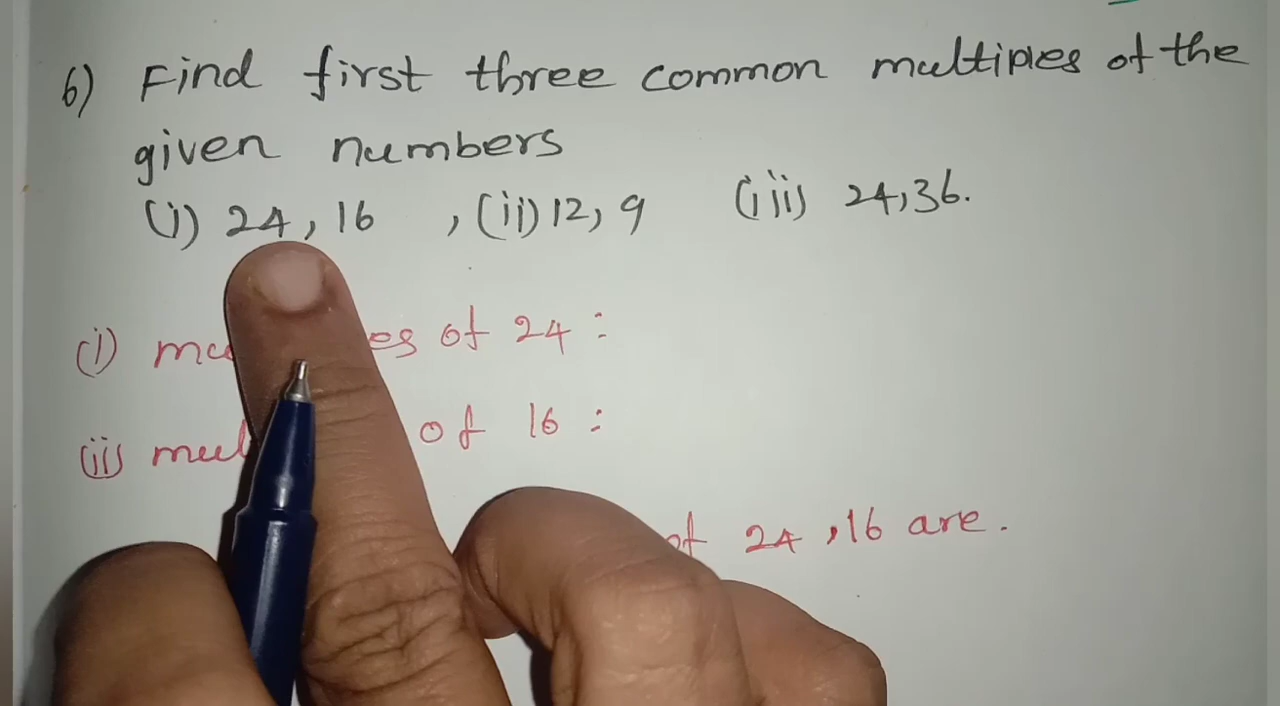 6) Find first three common multiples of the
given numbers
(i) 24, 16 , (ii) 12, 9 (iii) 24, 36.
(i) of 24 :
(ii) of 16 :
of 24, 16 are.